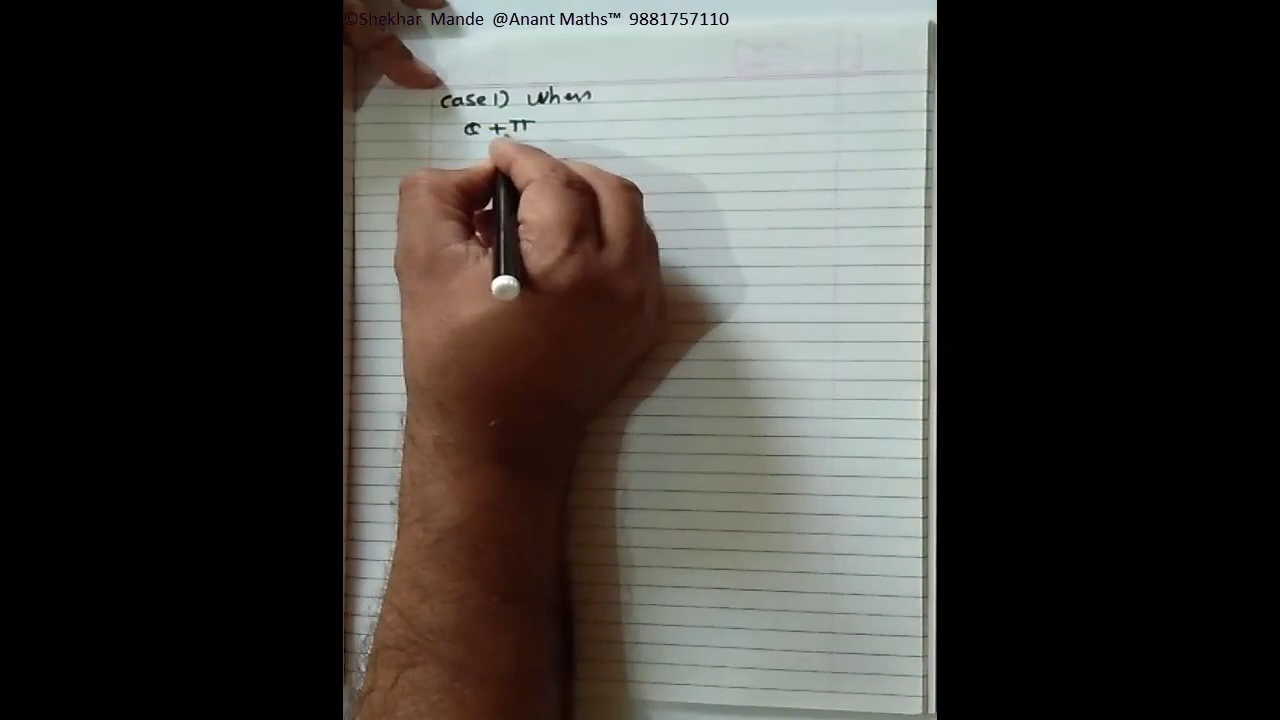 ©Shekhar Mande @Anant Maths™ 9881757110
case 1) when
a + π